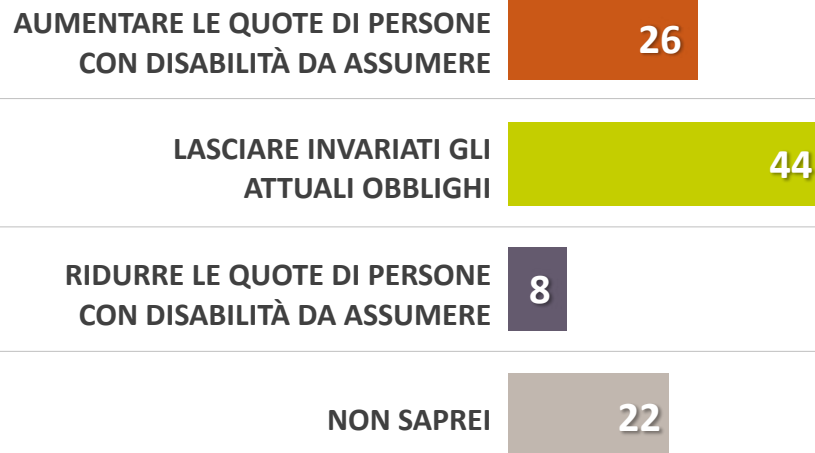 AUMENTARE LE QUOTE DI PERSONE
CON DISABILITÀ DA ASSUMERE
26
LASCIARE INVARIATI GLI
ATTUALI OBBLIGHI
44
RIDURRE LE QUOTE DI PERSONE
CON DISABILITÀ DA ASSUMERE
8
NON SAPREI
22